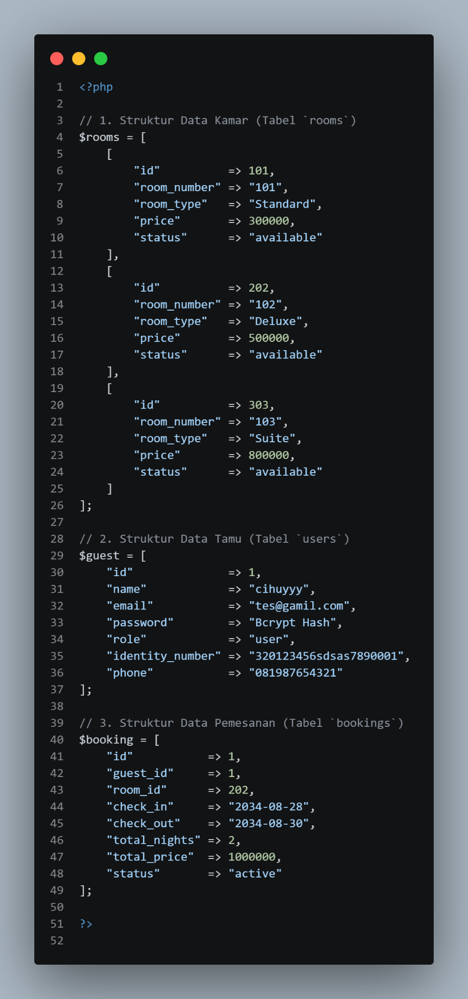 1 <?php
2
3 // 1. Struktur Data Kamar (Tabel `rooms`)
4 $rooms = [
5     [
6         "id"          => 101,
7         "room_number" => "101",
8         "room_type"   => "Standard",
9         "price"       => 300000,
10         "status"      => "available"
11     ],
12     [
13         "id"          => 202,
14         "room_number" => "102",
15         "room_type"   => "Deluxe",
16         "price"       => 500000,
17         "status"      => "available"
18     ],
19     [
20         "id"          => 303,
21         "room_number" => "103",
22         "room_type"   => "Suite",
23         "price"       => 800000,
24         "status"      => "available"
25     ]
26 ];
27
28 // 2. Struktur Data Tamu (Tabel `users`)
29 $guest = [
30     "id"              => 1,
31     "name"            => "cihuyyy",
32     "email"           => "tes@gamil.com",
33     "password"        => "Bcrypt Hash",
34     "role"            => "user",
35     "identity_number" => "320123456sdsas7890001",
36     "phone"           => "081987654321"
37 ];
38
39 // 3. Struktur Data Pemesanan (Tabel `bookings`)
40 $booking = [
41     "id"           => 1,
42     "guest_id"     => 1,
43     "room_id"      => 202,
44     "check_in"     => "2034-08-28",
45     "check_out"    => "2034-08-30",
46     "total_nights" => 2,
47     "total_price"  => 1000000,
48     "status"       => "active"
49 ];
50
51 ?>
52